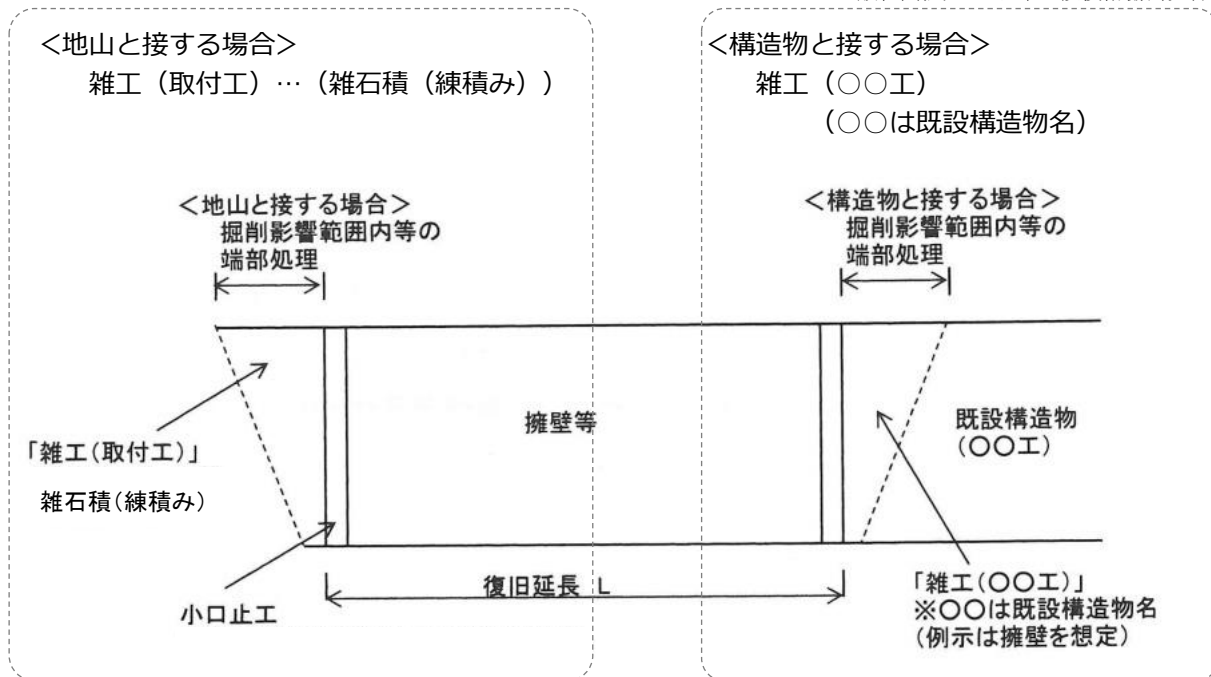 <地山と接する場合>
雑工(取付工)…(雑石積(練積み))
<構造物と接する場合>
雑工(○○工)
(○○は既設構造物名)
<地山と接する場合>
掘削影響範囲内等の
端部処理
<構造物と接する場合>
掘削影響範囲内等の
端部処理
擁壁等
既設構造物
(○○工)
「雑工(取付工)」
雑石積(練積み)
小口止工
復旧延長 L
「雑工(○○工)」
※○○は既設構造物名
(例示は擁壁を想定)